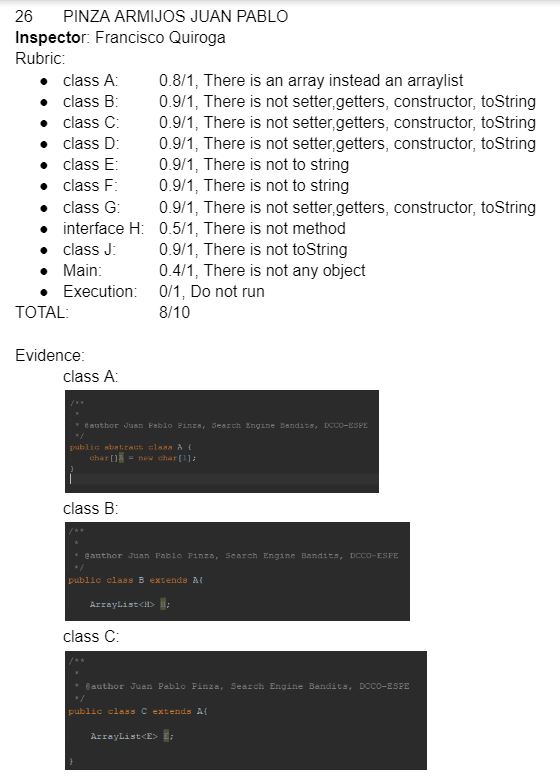 26 PINZA ARMIJOS JUAN PABLO
Inspector: Francisco Quiroga
Rubric:
● class A: 0.8/1, There is an array instead an arraylist
● class B: 0.9/1, There is not setter,getters, constructor, toString
● class C: 0.9/1, There is not setter,getters, constructor, toString
● class D: 0.9/1, There is not setter,getters, constructor, toString
● class E: 0.9/1, There is not to string
● class F: 0.9/1, There is not to string
● class G: 0.9/1, There is not setter,getters, constructor, toString
● interface H: 0.5/1, There is not method
● class J: 0.9/1, There is not toString
● Main: 0.4/1, There is not any object
● Execution: 0/1, Do not run
TOTAL: 8/10
Evidence:
class A:
/**
*
* @author Juan Pablo Pinza, Search Engine Bandits, DCCO-ESPE
*/
public abstract class A {
char[]A = new char[1];
}
class B:
/**
*
* @author Juan Pablo Pinza, Search Engine Bandits, DCCO-ESPE
*/
public class B extends A{
ArrayList<H> H;
class C:
/**
*
* @author Juan Pablo Pinza, Search Engine Bandits, DCCO-ESPE
*/
public class C extends A{
ArrayList<E> E;
}